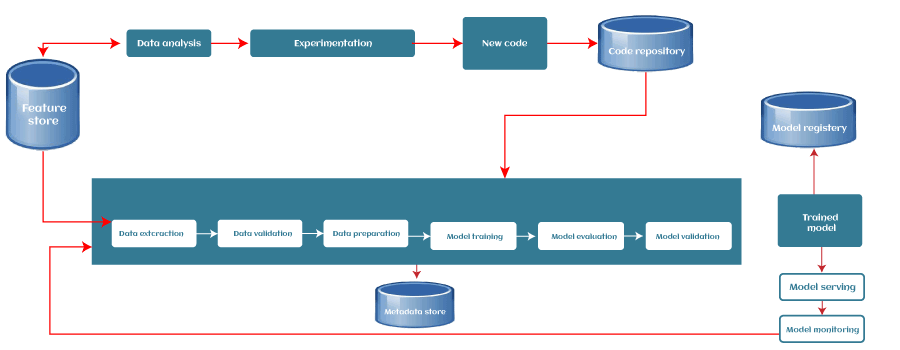 Data analysis
Experimentation
New code
Code repository
Feature
store
Model registery
Data extcraction
Data validation
Data preparation
Model training
Model evaluation
Model validation
Trained
model
Metadata store
Model serving
Model monitoring